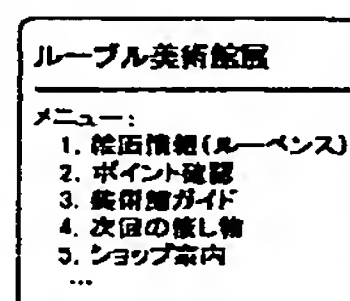 ルーブル美術館展
メニュー:
1. 絵画情報(ルーベンス)
2. ポイント確認
3. 美術館ガイド
4. 次回の催し物
5. ショップ案内
...